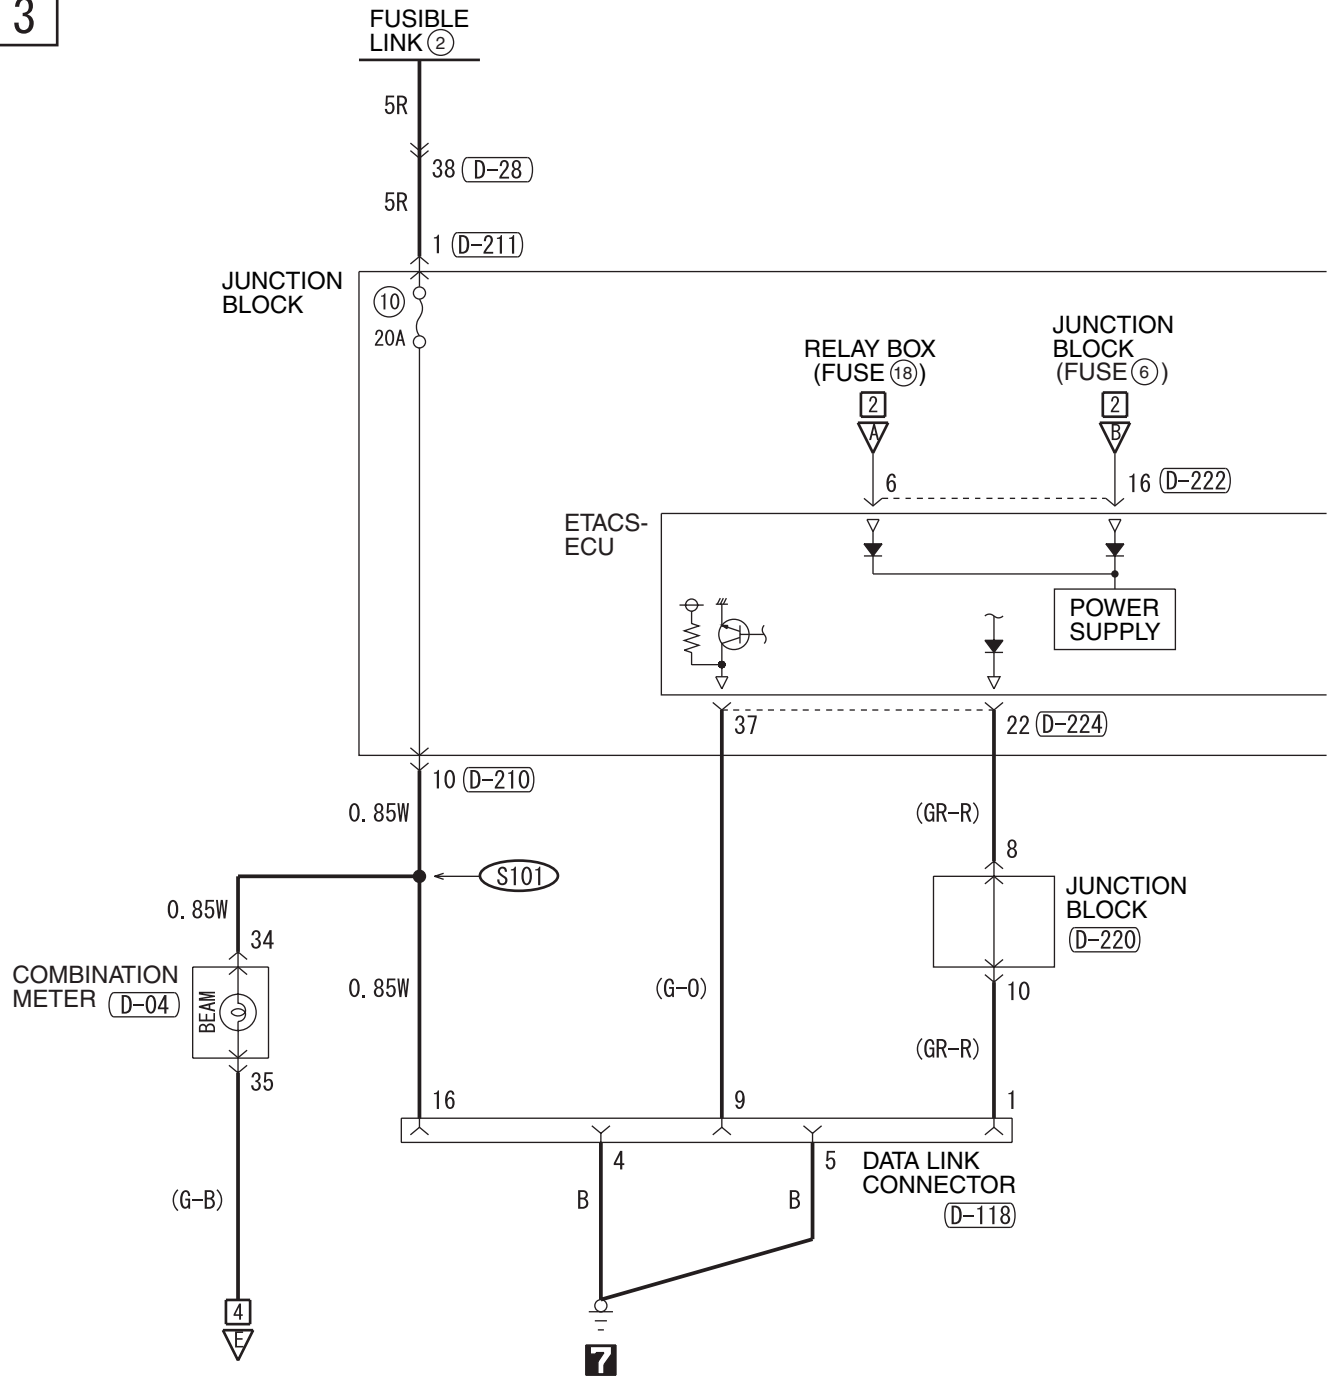 3
FUSIBLE
LINK 2
5R
38 D-28
5R
1 D-211
JUNCTION
BLOCK
10
20A
RELAY BOX
(FUSE 18)
2
A
JUNCTION
BLOCK
(FUSE 6)
2
B
6
16 D-222
ETACS-
ECU
POWER
SUPPLY
37
22 D-224
10 D-210
0.85W
(GR-R)
8
S101
JUNCTION
BLOCK
D-220
0.85W
34
COMBINATION
METER D-04
BEAM
0.85W
(G-O)
10
(GR-R)
35
16
9
1
4
5
DATA LINK
CONNECTOR
D-118
(G-B)
B
B
4
E
7